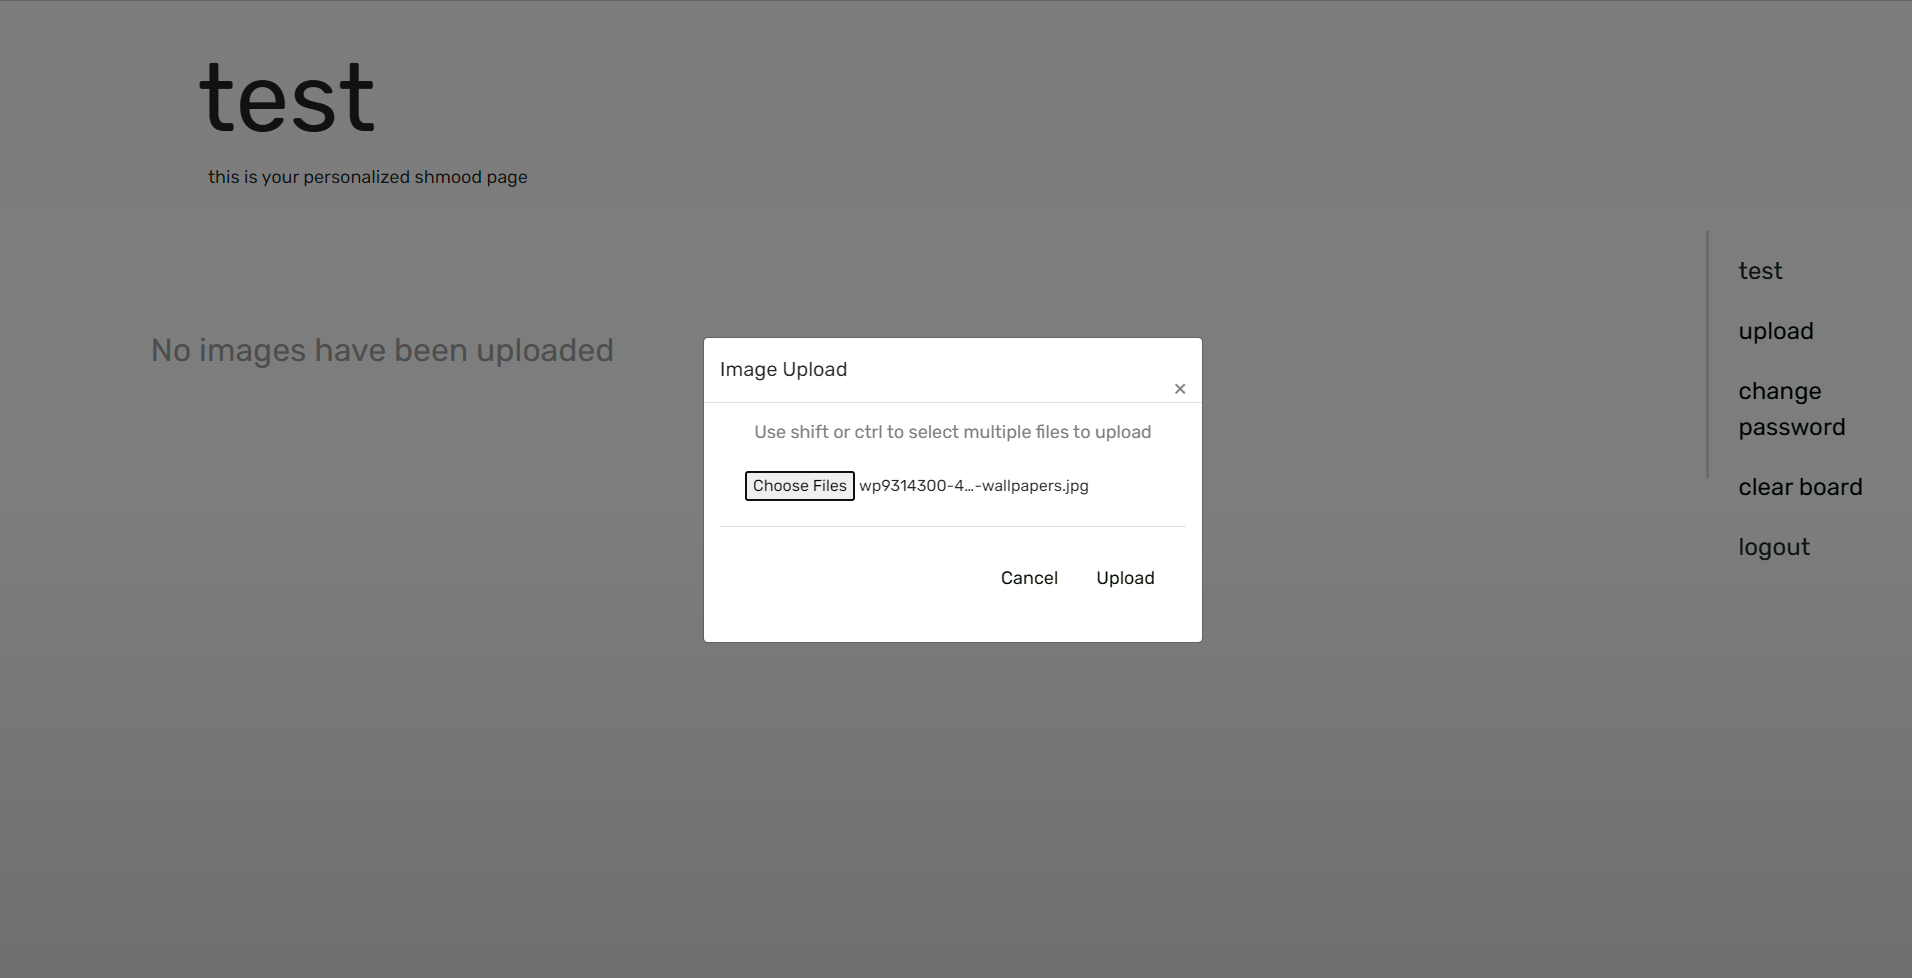 test
this is your personalized shmood page
No images have been uploaded
Image Upload
×
Use shift or ctrl to select multiple files to upload
Choose Files wp9314300-4...-wallpapers.jpg
Cancel Upload
test
upload
change
password
clear board
logout